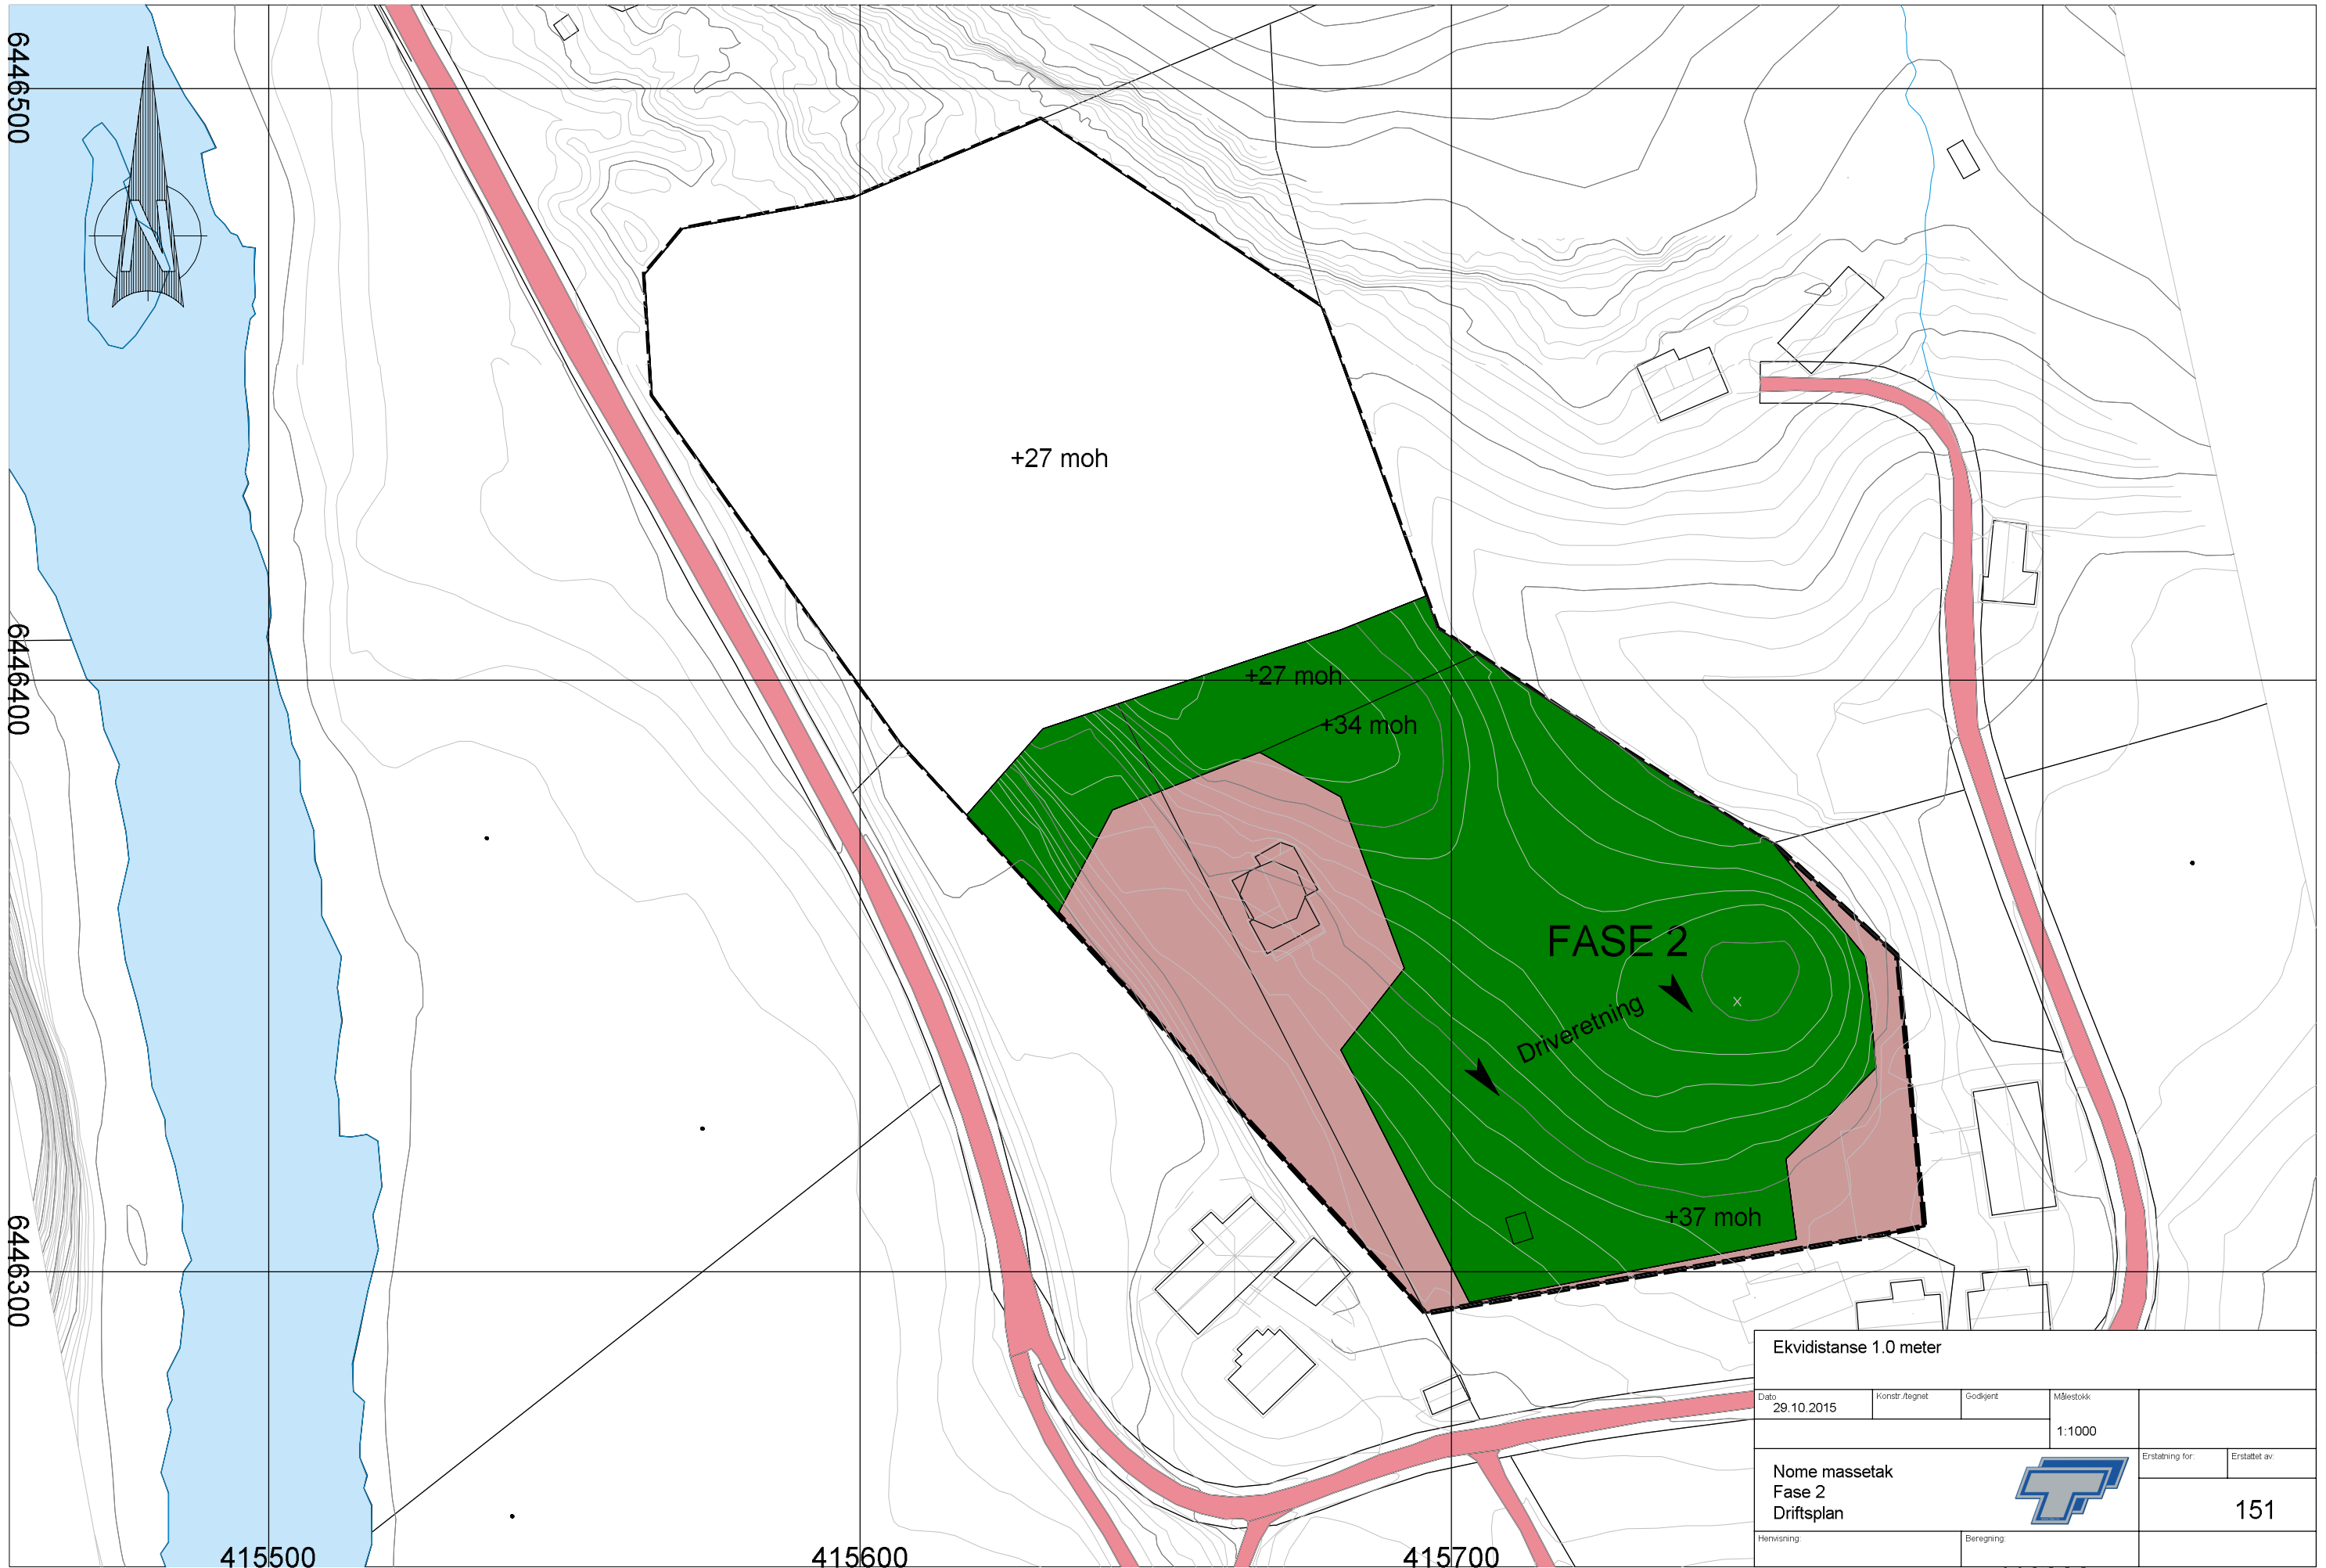 6446500
N
+27 moh
6446400
+27 moh
+34 moh
FASE 2
Driveretning
x
+37 moh
6446300
415500
415600
415700
Ekvidistanse 1.0 meter
Dato
29.10.2015
Konstr./tegnet
Godkjent
Målestokk
1:1000
Nome massetak
Fase 2
Driftsplan
Erstatning for:
Erstattet av:
151
Henvisning:
Beregning: